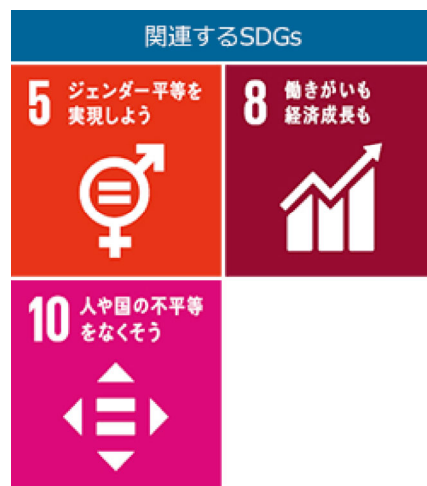 関連するSDGs
5 ジェンダー平等を
実現しよう
8 働きがいも
経済成長も
10 人や国の不平等
をなくそう